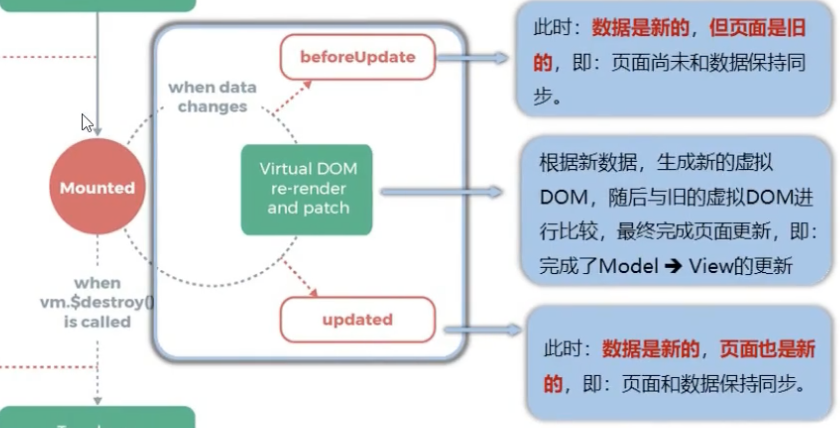 此时：数据是新的，但页面是旧
的，即：页面尚未和数据保持同
步。
beforeUpdate
when data
changes
Mounted
Virtual DOM
re-render
and patch
根据新数据，生成新的虚拟
DOM，随后与旧的虚拟DOM进
行比较，最终完成页面更新，即：
完成了Model ➔ View的更新
when
vm.$destroy()
is called
updated
此时：数据是新的，页面也是新
的，即：页面和数据保持同步。